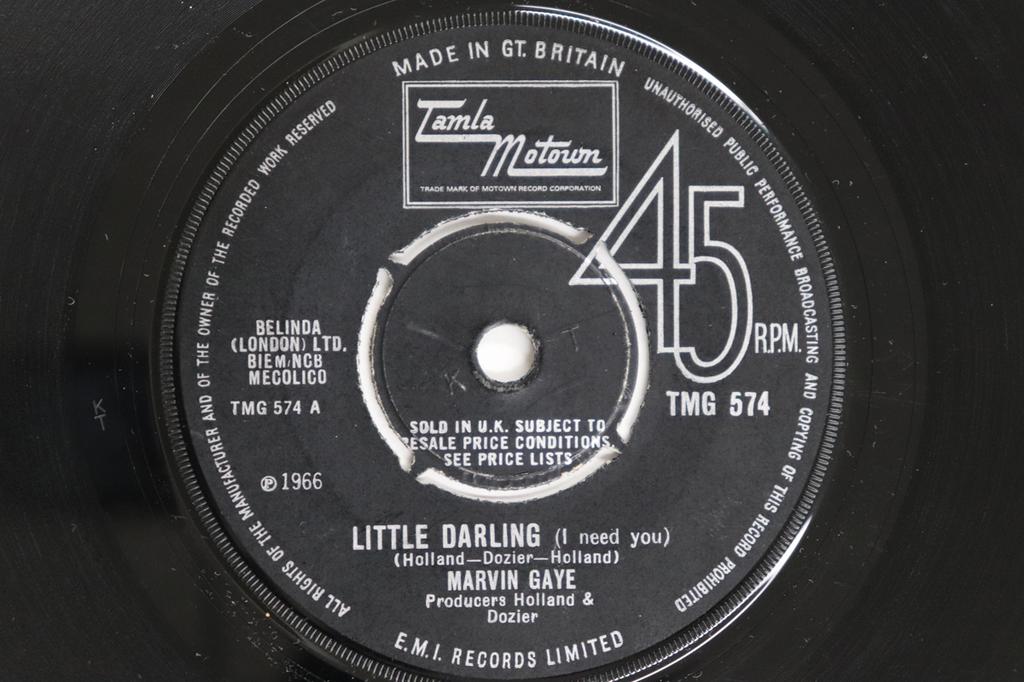 MADE IN GT. BRITAIN
UNAUTHORISED PUBLIC PERFORMANCE BROADCASTING AND COPYING OF THIS RECORD PROHIBITED
ALL RIGHTS OF THE MANUFACTURER AND OF THE OWNER OF THE RECORDED WORK RESERVED
Tamla
Motown
TRADE MARK OF MOTOWN RECORD CORPORATION
45
R.P.M.
BELINDA
(LONDON) LTD.
BIEM/NCB
MECOLICO
TMG 574 A
TMG 574
K T
K
T
SOLD IN U.K. SUBJECT TO
RESALE PRICE CONDITIONS,
SEE PRICE LISTS
℗ 1966
LITTLE DARLING (I need you)
(Holland—Dozier—Holland)
MARVIN GAYE
Producers Holland &
Dozier
E.M.I. RECORDS LIMITED